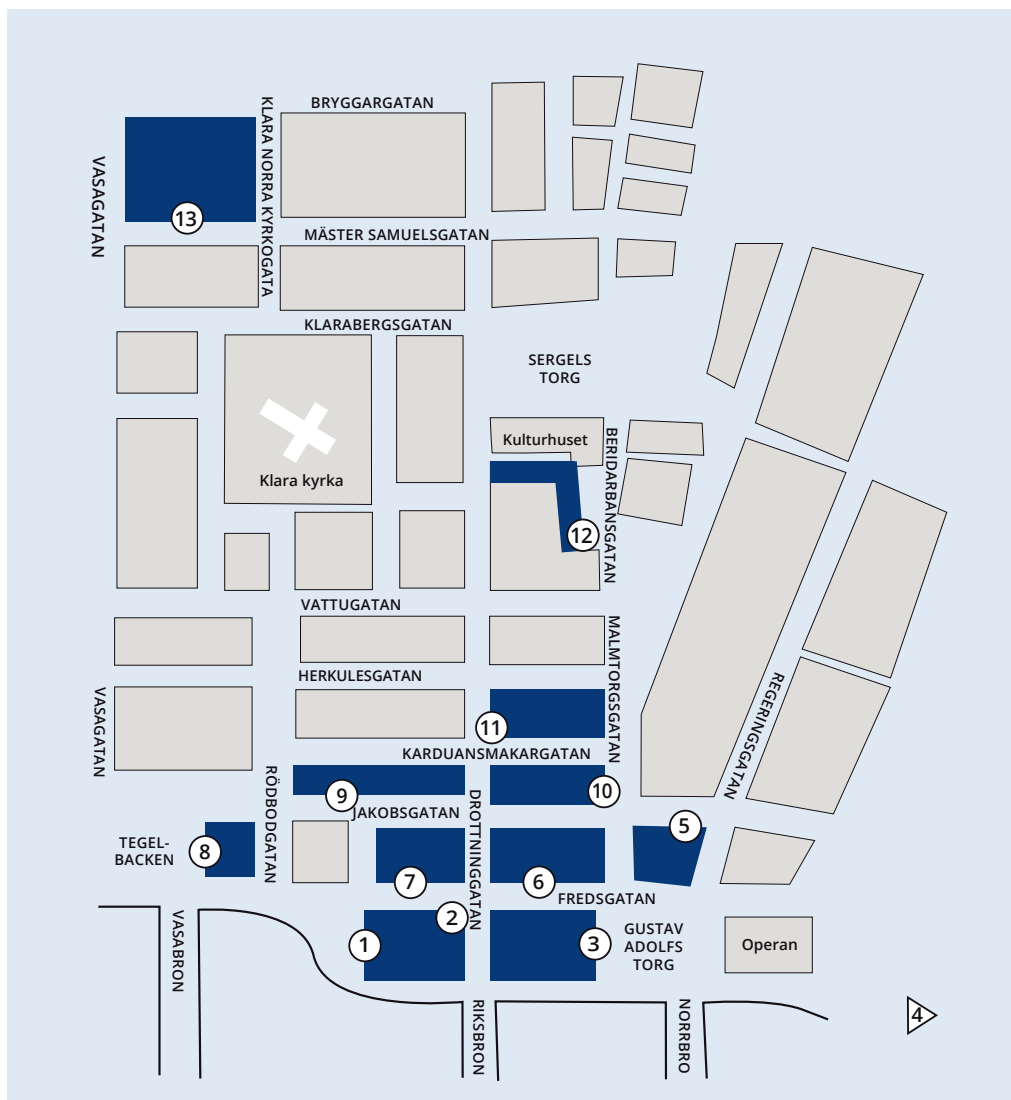 BRYGGARGATAN
KLARA NORRA KYRKOGATA
VASAGATAN
13
MÄSTER SAMUELSGATAN
KLARABERGSGATAN
SERGELS
TORG
Kulturhuset
BERIDARBANSGATAN
Klara kyrka
12
VATTUGATAN
MALMTORGSGATAN
HERKULESGATAN
REGERINGSGATAN
VASAGATAN
11
KARDUANSMAKARGATAN
RÖDBODGATAN
9
DROTTNINGGATAN
10
JAKOBSGATAN
5
TEGEL-
BACKEN
8
7
6
FREDSGATAN
VASABRON
2
1
3
GUSTAV
ADOLFS
TORG
Operan
RIKSBRON
NORRBRO
4